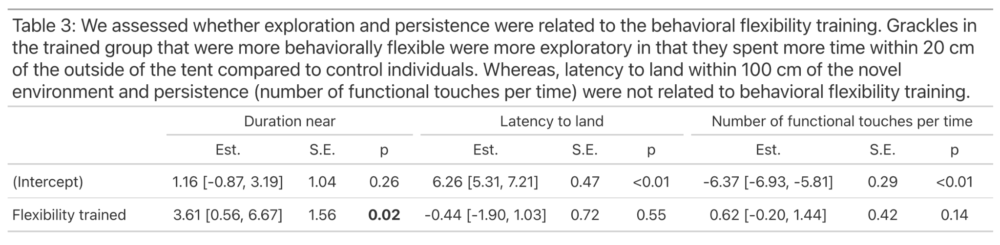 Table 3: We assessed whether exploration and persistence were related to the behavioral flexibility training. Grackles in
the trained group that were more behaviorally flexible were more exploratory in that they spent more time within 20 cm
of the outside of the tent compared to control individuals. Whereas, latency to land within 100 cm of the novel
environment and persistence (number of functional touches per time) were not related to behavioral flexibility training.
Duration near Latency to land Number of functional touches per time
Est. S.E. p Est. S.E. p Est. S.E. p
(Intercept) 1.16 [-0.87, 3.19] 1.04 0.26 6.26 [5.31, 7.21] 0.47 <0.01 -6.37 [-6.93, -5.81] 0.29 <0.01
Flexibility trained 3.61 [0.56, 6.67] 1.56 0.02 -0.44 [-1.90, 1.03] 0.72 0.55 0.62 [-0.20, 1.44] 0.42 0.14